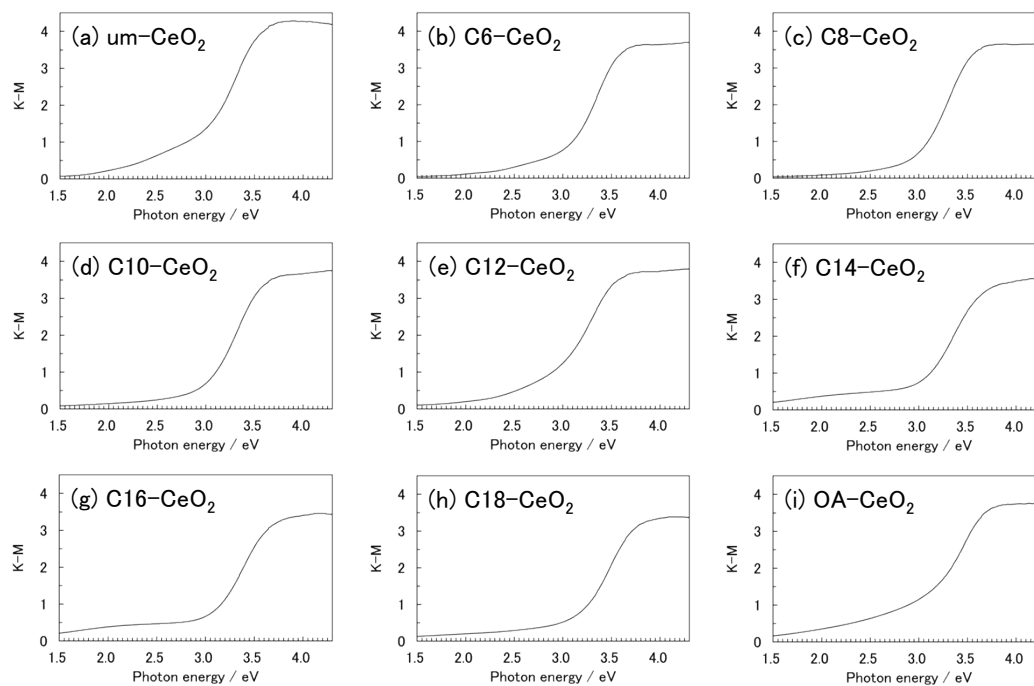 (a) um-CeO₂
K-M
4
3
2
1
0
1.5 2.0 2.5 3.0 3.5 4.0
Photon energy / eV
(b) C6-CeO₂
K-M
4
3
2
1
0
1.5 2.0 2.5 3.0 3.5 4.0
Photon energy / eV
(c) C8-CeO₂
K-M
4
3
2
1
0
1.5 2.0 2.5 3.0 3.5 4.0
Photon energy / eV
(d) C10-CeO₂
K-M
4
3
2
1
0
1.5 2.0 2.5 3.0 3.5 4.0
Photon energy / eV
(e) C12-CeO₂
K-M
4
3
2
1
0
1.5 2.0 2.5 3.0 3.5 4.0
Photon energy / eV
(f) C14-CeO₂
K-M
4
3
2
1
0
1.5 2.0 2.5 3.0 3.5 4.0
Photon energy / eV
(g) C16-CeO₂
K-M
4
3
2
1
0
1.5 2.0 2.5 3.0 3.5 4.0
Photon energy / eV
(h) C18-CeO₂
K-M
4
3
2
1
0
1.5 2.0 2.5 3.0 3.5 4.0
Photon energy / eV
(i) OA-CeO₂
K-M
4
3
2
1
0
1.5 2.0 2.5 3.0 3.5 4.0
Photon energy / eV